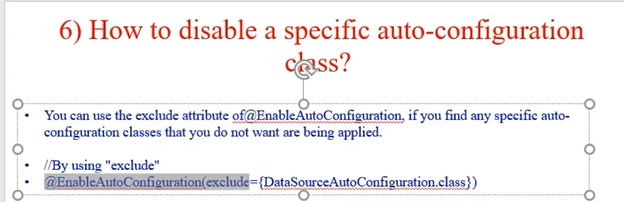 6) How to disable a specific auto-configuration
class?
• You can use the exclude attribute of@EnableAutoConfiguration, if you find any specific auto-
configuration classes that you do not want are being applied.
• //By using "exclude"
• @EnableAutoConfiguration(exclude={DataSourceAutoConfiguration.class})